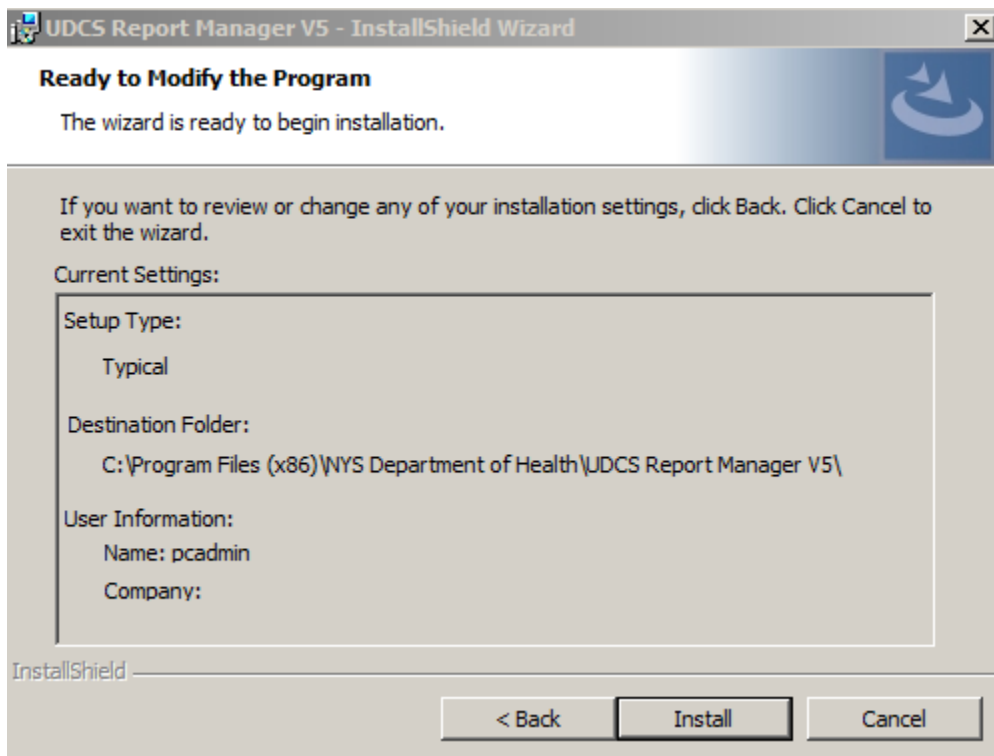 UDCS Report Manager V5 - InstallShield Wizard
Ready to Modify the Program
The wizard is ready to begin installation.
If you want to review or change any of your installation settings, click Back. Click Cancel to
exit the wizard.
Current Settings:
Setup Type:
Typical
Destination Folder:
C:\Program Files (x86)\NYS Department of Health\UDCS Report Manager V5\
User Information:
Name: pcadmin
Company:
InstallShield
< Back
Install
Cancel